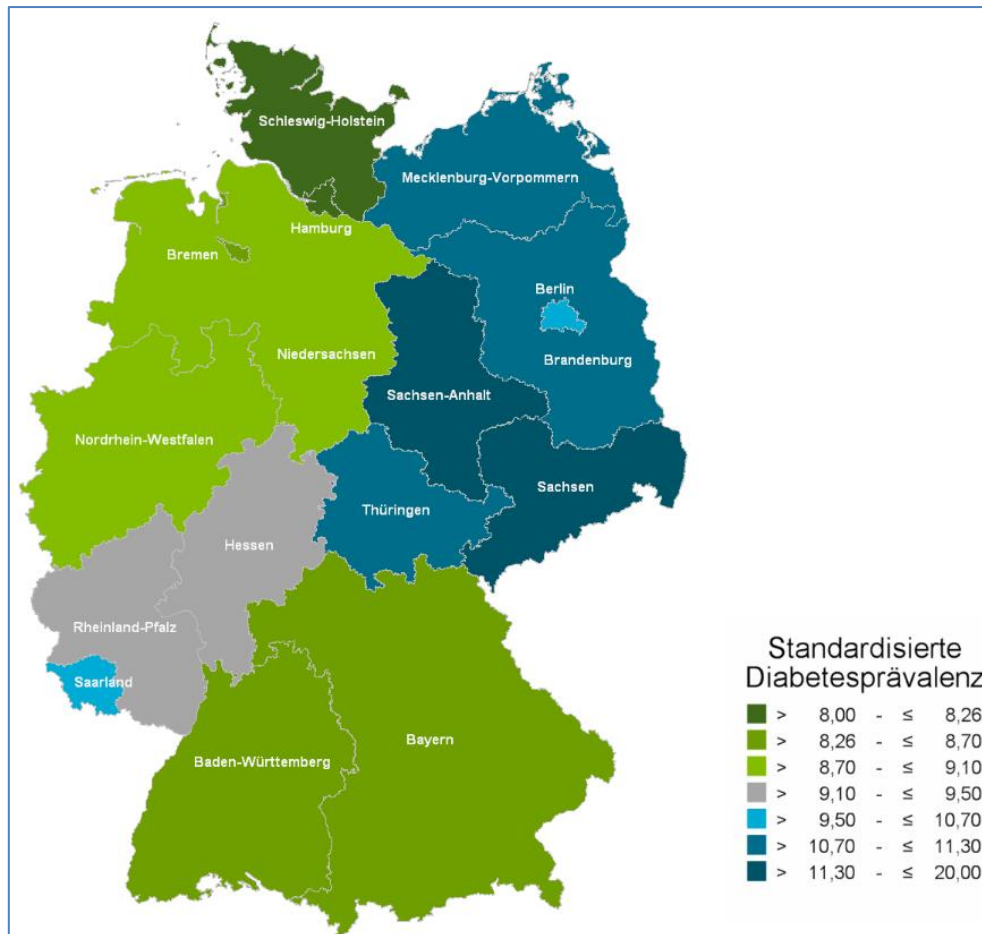 Schleswig-Holstein
Mecklenburg-Vorpommern
Hamburg
Bremen
Berlin
Niedersachsen
Brandenburg
Sachsen-Anhalt
Nordrhein-Westfalen
Sachsen
Thüringen
Hessen
Rheinland-Pfalz
Saarland
Bayern
Baden-Württemberg
Standardisierte
Diabetesprävalenz
> 8,00 - ≤ 8,26
> 8,26 - ≤ 8,70
> 8,70 - ≤ 9,10
> 9,10 - ≤ 9,50
> 9,50 - ≤ 10,70
> 10,70 - ≤ 11,30
> 11,30 - ≤ 20,00